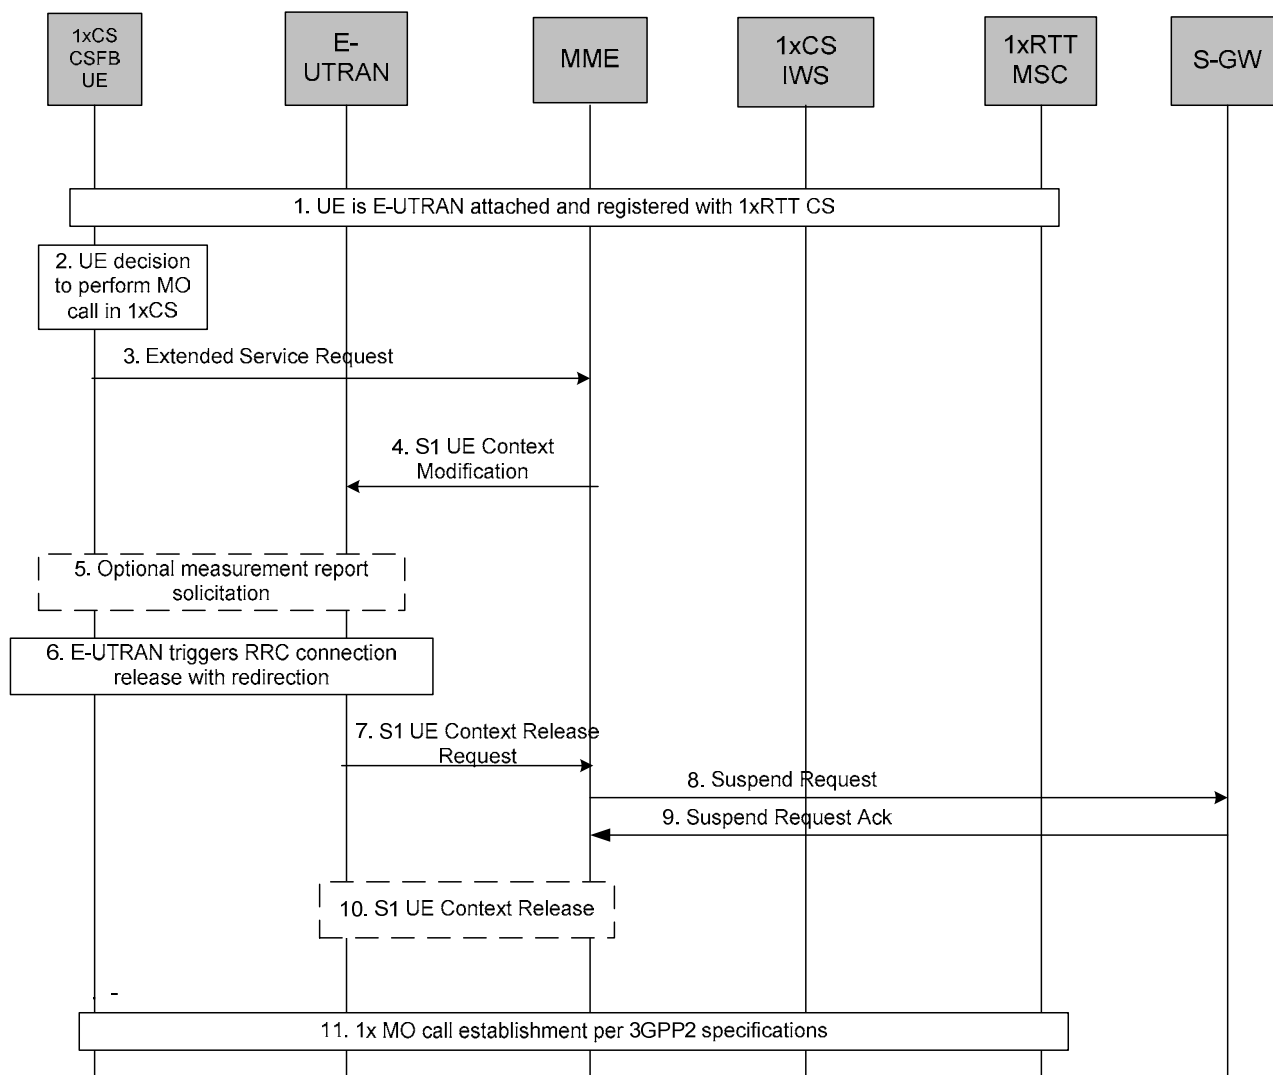 1xCS
CSFB
UE
E-
UTRAN
MME
1xCS
IWS
1xRTT
MSC
S-GW
1. UE is E-UTRAN attached and registered with 1xRTT CS
2. UE decision
to perform MO
call in 1xCS
3. Extended Service Request
4. S1 UE Context
Modification
5. Optional measurement report
solicitation
6. E-UTRAN triggers RRC connection
release with redirection
7. S1 UE Context Release
Request
8. Suspend Request
9. Suspend Request Ack
10. S1 UE Context Release
11. 1x MO call establishment per 3GPP2 specifications